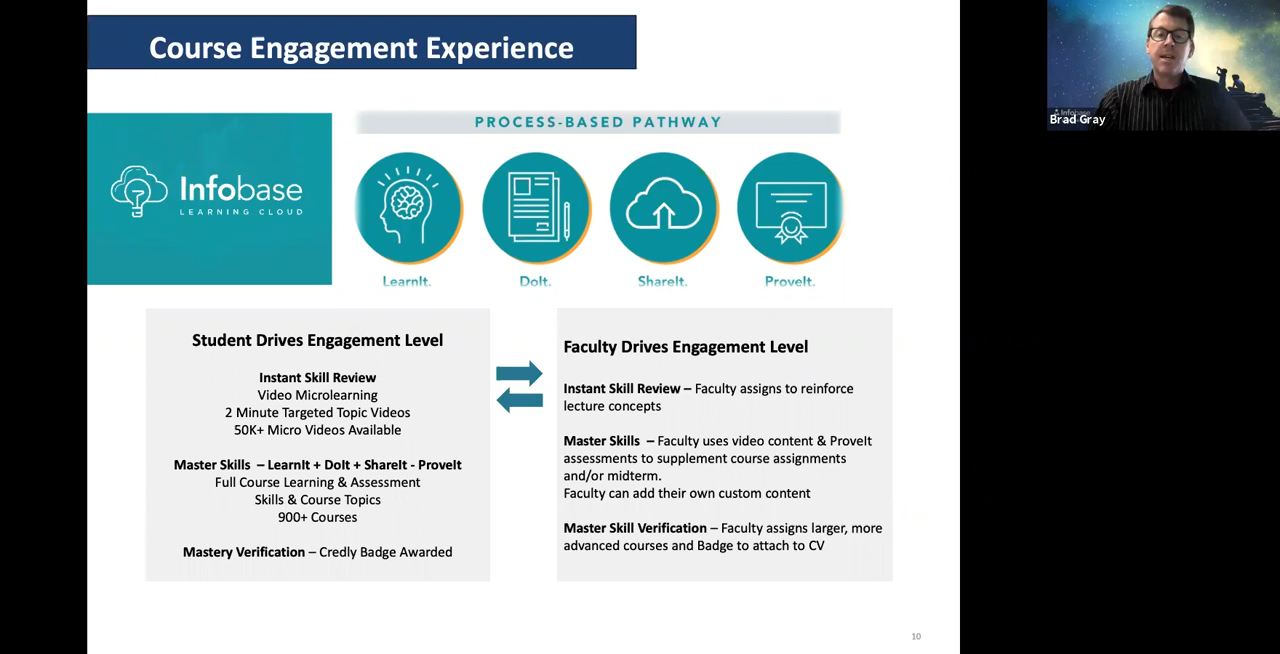 Course Engagement Experience
PROCESS-BASED PATHWAY
Infobase
LEARNING CLOUD
LearnIt.
DoIt.
ShareIt.
ProveIt.
Student Drives Engagement Level
Instant Skill Review
Video Microlearning
2 Minute Targeted Topic Videos
50K+ Micro Videos Available
Master Skills – LearnIt + DoIt + ShareIt - ProveIt
Full Course Learning & Assessment
Skills & Course Topics
900+ Courses
Mastery Verification – Credly Badge Awarded
Faculty Drives Engagement Level
Instant Skill Review – Faculty assigns to reinforce
lecture concepts
Master Skills – Faculty uses video content & ProveIt
assessments to supplement course assignments
and/or midterm.
Faculty can add their own custom content
Master Skill Verification – Faculty assigns larger, more
advanced courses and Badge to attach to CV
10
Infobase
Brad Gray